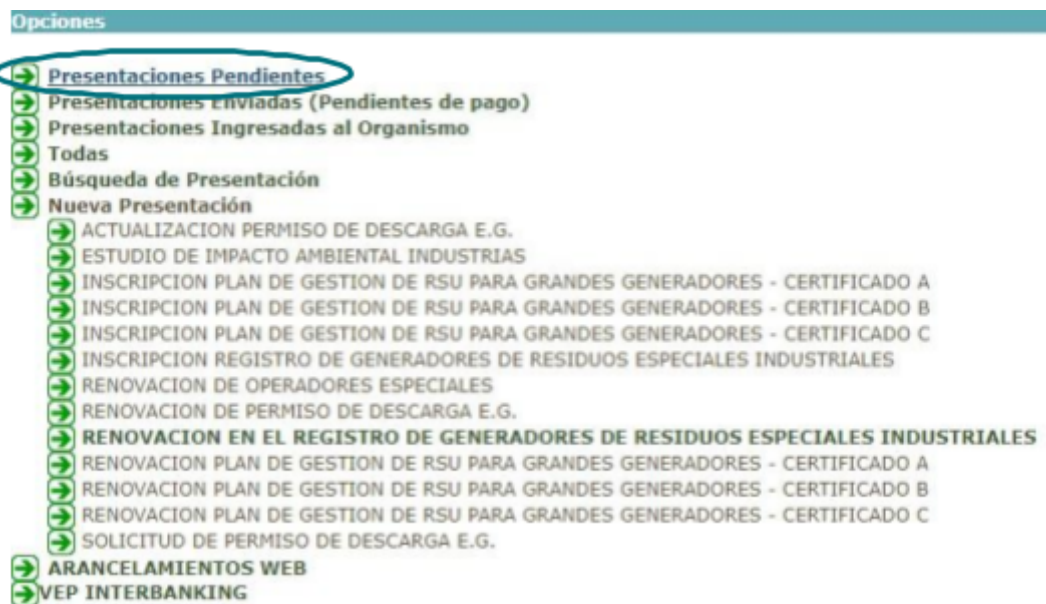 Opciones
Presentaciones Pendientes
Presentaciones Enviadas (Pendientes de pago)
Presentaciones Ingresadas al Organismo
Todas
Búsqueda de Presentación
Nueva Presentación
ACTUALIZACION PERMISO DE DESCARGA E.G.
ESTUDIO DE IMPACTO AMBIENTAL INDUSTRIAS
INSCRIPCION PLAN DE GESTION DE RSU PARA GRANDES GENERADORES - CERTIFICADO A
INSCRIPCION PLAN DE GESTION DE RSU PARA GRANDES GENERADORES - CERTIFICADO B
INSCRIPCION PLAN DE GESTION DE RSU PARA GRANDES GENERADORES - CERTIFICADO C
INSCRIPCION REGISTRO DE GENERADORES DE RESIDUOS ESPECIALES INDUSTRIALES
RENOVACION DE OPERADORES ESPECIALES
RENOVACION DE PERMISO DE DESCARGA E.G.
RENOVACION EN EL REGISTRO DE GENERADORES DE RESIDUOS ESPECIALES INDUSTRIALES
RENOVACION PLAN DE GESTION DE RSU PARA GRANDES GENERADORES - CERTIFICADO A
RENOVACION PLAN DE GESTION DE RSU PARA GRANDES GENERADORES - CERTIFICADO B
RENOVACION PLAN DE GESTION DE RSU PARA GRANDES GENERADORES - CERTIFICADO C
SOLICITUD DE PERMISO DE DESCARGA E.G.
ARANCELAMIENTOS WEB
VEP INTERBANKING